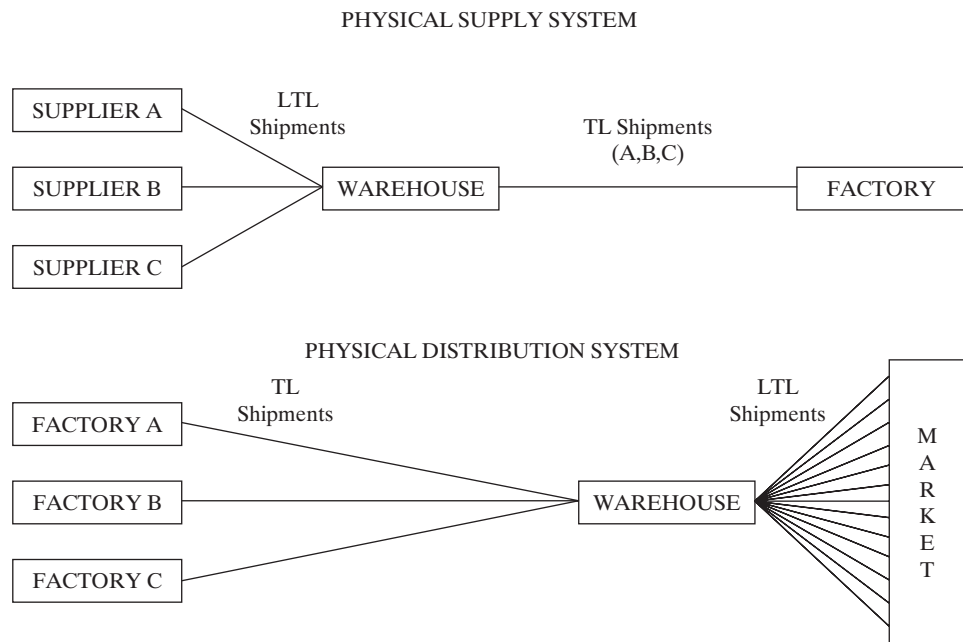 PHYSICAL SUPPLY SYSTEM
SUPPLIER A
LTL
Shipments
TL Shipments
(A,B,C)
SUPPLIER B
WAREHOUSE
FACTORY
SUPPLIER C
PHYSICAL DISTRIBUTION SYSTEM
TL
Shipments
LTL
Shipments
FACTORY A
FACTORY B
WAREHOUSE
FACTORY C
M
A
R
K
E
T